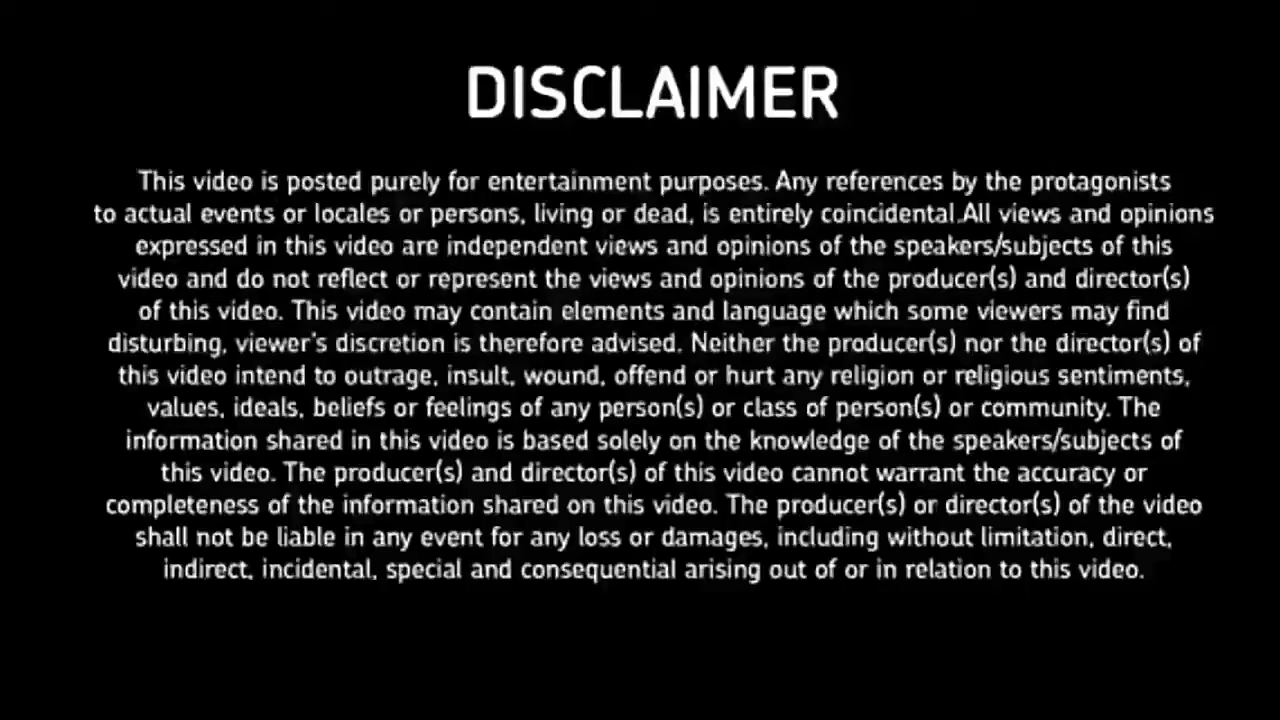 DISCLAIMER
This video is posted purely for entertainment purposes. Any references by the protagonists
to actual events or locales or persons, living or dead, is entirely coincidental.All views and opinions
expressed in this video are independent views and opinions of the speakers/subjects of this
video and do not reflect or represent the views and opinions of the producer(s) and director(s)
of this video. This video may contain elements and language which some viewers may find
disturbing, viewer's discretion is therefore advised. Neither the producer(s) nor the director(s) of
this video intend to outrage, insult, wound, offend or hurt any religion or religious sentiments,
values, ideals, beliefs or feelings of any person(s) or class of person(s) or community. The
information shared in this video is based solely on the knowledge of the speakers/subjects of
this video. The producer(s) and director(s) of this video cannot warrant the accuracy or
completeness of the information shared on this video. The producer(s) or director(s) of the video
shall not be liable in any event for any loss or damages, including without limitation, direct,
indirect, incidental, special and consequential arising out of or in relation to this video.